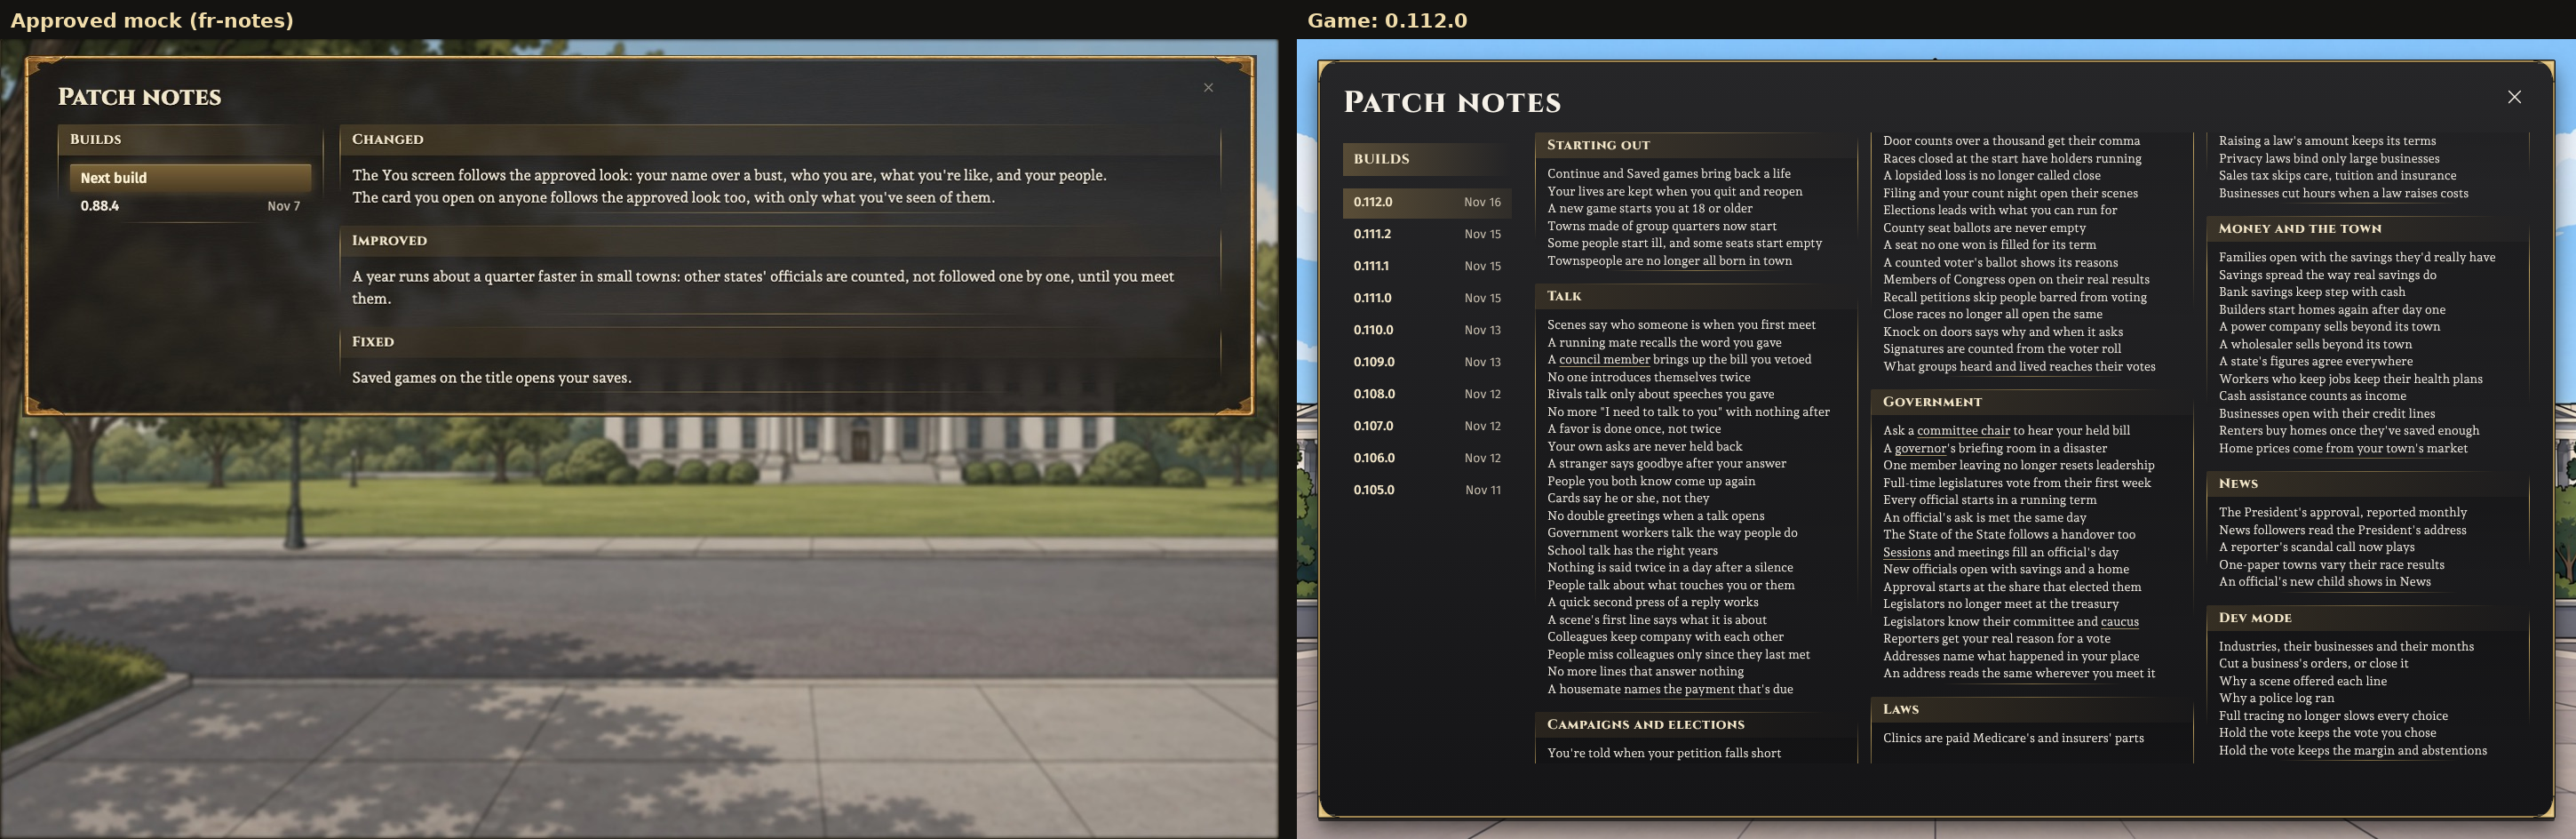 Approved mock (fr-notes)
Patch notes
×
Builds
Next build
0.88.4 Nov 7
Changed
The You screen follows the approved look: your name over a bust, who you are, what you're like, and your people.
The card you open on anyone follows the approved look too, with only what you've seen of them.
Improved
A year runs about a quarter faster in small towns: other states' officials are counted, not followed one by one, until you meet
them.
Fixed
Saved games on the title opens your saves.
Game: 0.112.0
Patch notes
×
Builds
0.112.0 Nov 16
0.111.2 Nov 15
0.111.1 Nov 15
0.111.0 Nov 15
0.110.0 Nov 13
0.109.0 Nov 13
0.108.0 Nov 12
0.107.0 Nov 12
0.106.0 Nov 12
0.105.0 Nov 11
Starting out
Continue and Saved games bring back a life
Your lives are kept when you quit and reopen
A new game starts you at 18 or older
Towns made of group quarters now start
Some people start ill, and some seats start empty
Townspeople are no longer all born in town
Talk
Scenes say who someone is when you first meet
A running mate recalls the word you gave
A council member brings up the bill you vetoed
No one introduces themselves twice
Rivals talk only about speeches you gave
No more "I need to talk to you" with nothing after
A favor is done once, not twice
Your own asks are never held back
A stranger says goodbye after your answer
People you both know come up again
Cards say he or she, not they
No double greetings when a talk opens
Government workers talk the way people do
School talk has the right years
Nothing is said twice in a day after a silence
People talk about what touches you or them
A quick second press of a reply works
A scene's first line says what it is about
Colleagues keep company with each other
People miss colleagues only since they last met
No more lines that answer nothing
A housemate names the payment that's due
Campaigns and elections
You're told when your petition falls short
Door counts over a thousand get their comma
Races closed at the start have holders running
A lopsided loss is no longer called close
Filing and your count night open their scenes
Elections leads with what you can run for
County seat ballots are never empty
A seat no one won is filled for its term
A counted voter's ballot shows its reasons
Members of Congress open on their real results
Recall petitions skip people barred from voting
Close races no longer all open the same
Knock on doors says why and when it asks
Signatures are counted from the voter roll
What groups heard and lived reaches their votes
Government
Ask a committee chair to hear your held bill
A governor's briefing room in a disaster
One member leaving no longer resets leadership
Full-time legislatures vote from their first week
Every official starts in a running term
An official's ask is met the same day
The State of the State follows a handover too
Sessions and meetings fill an official's day
New officials open with savings and a home
Approval starts at the share that elected them
Legislators no longer meet at the treasury
Legislators know their committee and caucus
Reporters get your real reason for a vote
Addresses name what happened in your place
An address reads the same wherever you meet it
Laws
Clinics are paid Medicare's and insurers' parts
Raising a law's amount keeps its terms
Privacy laws bind only large businesses
Sales tax skips care, tuition and insurance
Businesses cut hours when a law raises costs
Money and the town
Families open with the savings they'd really have
Savings spread the way real savings do
Bank savings keep step with cash
Builders start homes again after day one
A power company sells beyond its town
A wholesaler sells beyond its town
A state's figures agree everywhere
Workers who keep jobs keep their health plans
Cash assistance counts as income
Businesses open with their credit lines
Renters buy homes once they've saved enough
Home prices come from your town's market
News
The President's approval, reported monthly
News followers read the President's address
A reporter's scandal call now plays
One-paper towns vary their race results
An official's new child shows in News
Dev mode
Industries, their businesses and their months
Cut a business's orders, or close it
Why a scene offered each line
Why a police log ran
Full tracing no longer slows every choice
Hold the vote keeps the vote you chose
Hold the vote keeps the margin and abstentions